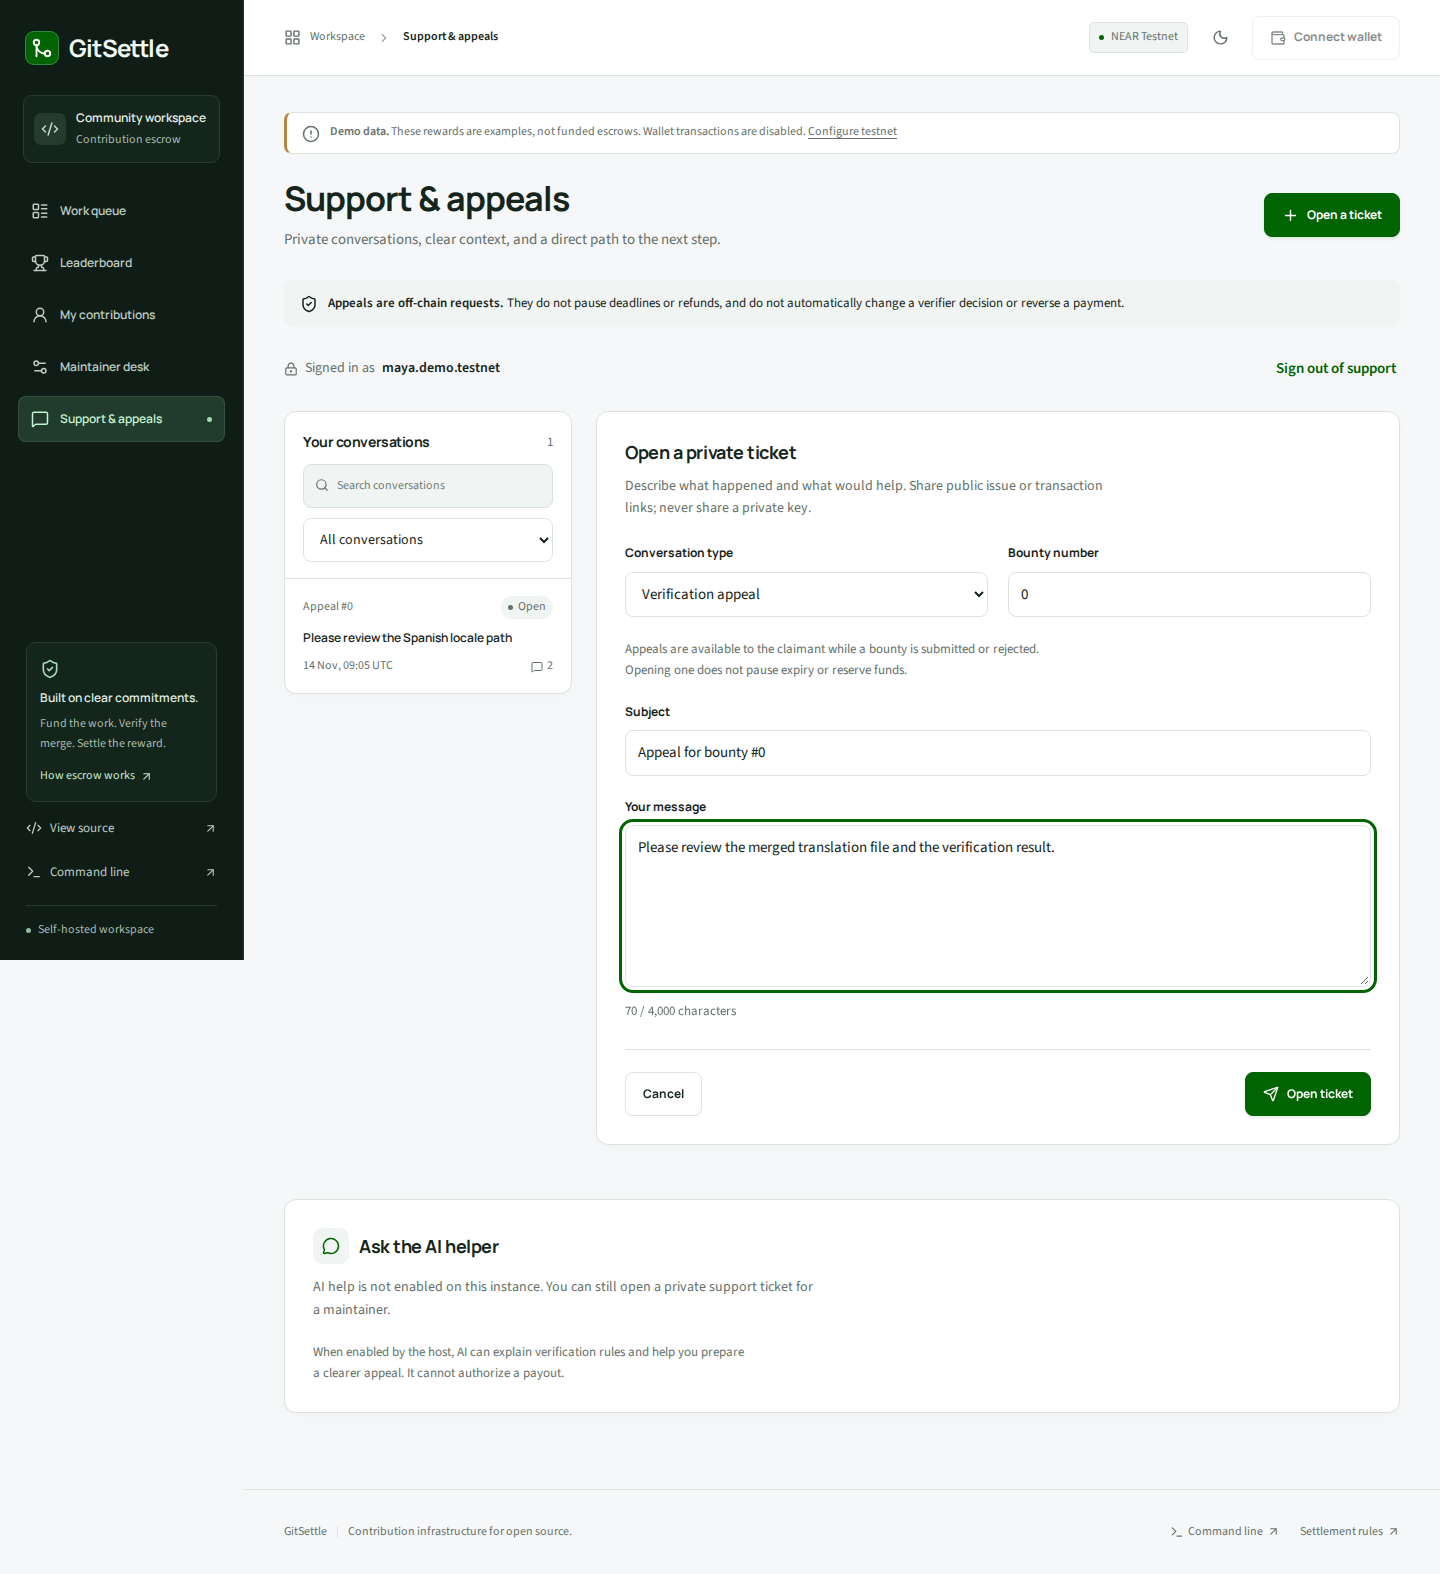 GitSettle
Community workspace
Contribution escrow
Work queue
Leaderboard
My contributions
Maintainer desk
Support & appeals
Built on clear commitments.
Fund the work. Verify the
merge. Settle the reward.
How escrow works
View source
Command line
Self-hosted workspace
Workspace
Support & appeals
NEAR Testnet
Connect wallet
Demo data. These rewards are examples, not funded escrows. Wallet transactions are disabled. Configure testnet
Support & appeals
Private conversations, clear context, and a direct path to the next step.
Open a ticket
Appeals are off-chain requests. They do not pause deadlines or refunds, and do not automatically change a verifier decision or reverse a payment.
Signed in as maya.demo.testnet
Sign out of support
Your conversations 1
Search conversations
All conversations
Appeal #0 Open
Please review the Spanish locale path
14 Nov, 09:05 UTC 2
Open a private ticket
Describe what happened and what would help. Share public issue or transaction
links; never share a private key.
Conversation type Bounty number
Verification appeal 0
Appeals are available to the claimant while a bounty is submitted or rejected.
Opening one does not pause expiry or reserve funds.
Subject
Appeal for bounty #0
Your message
Please review the merged translation file and the verification result.
70 / 4,000 characters
Cancel Open ticket
Ask the AI helper
AI help is not enabled on this instance. You can still open a private support ticket for
a maintainer.
When enabled by the host, AI can explain verification rules and help you prepare
a clearer appeal. It cannot authorize a payout.
GitSettle Contribution infrastructure for open source.
Command line Settlement rules